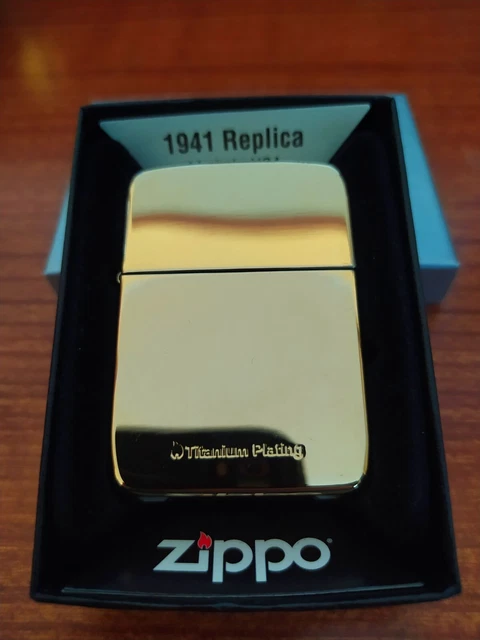 1941 Replica
Titanium Plating
zippo